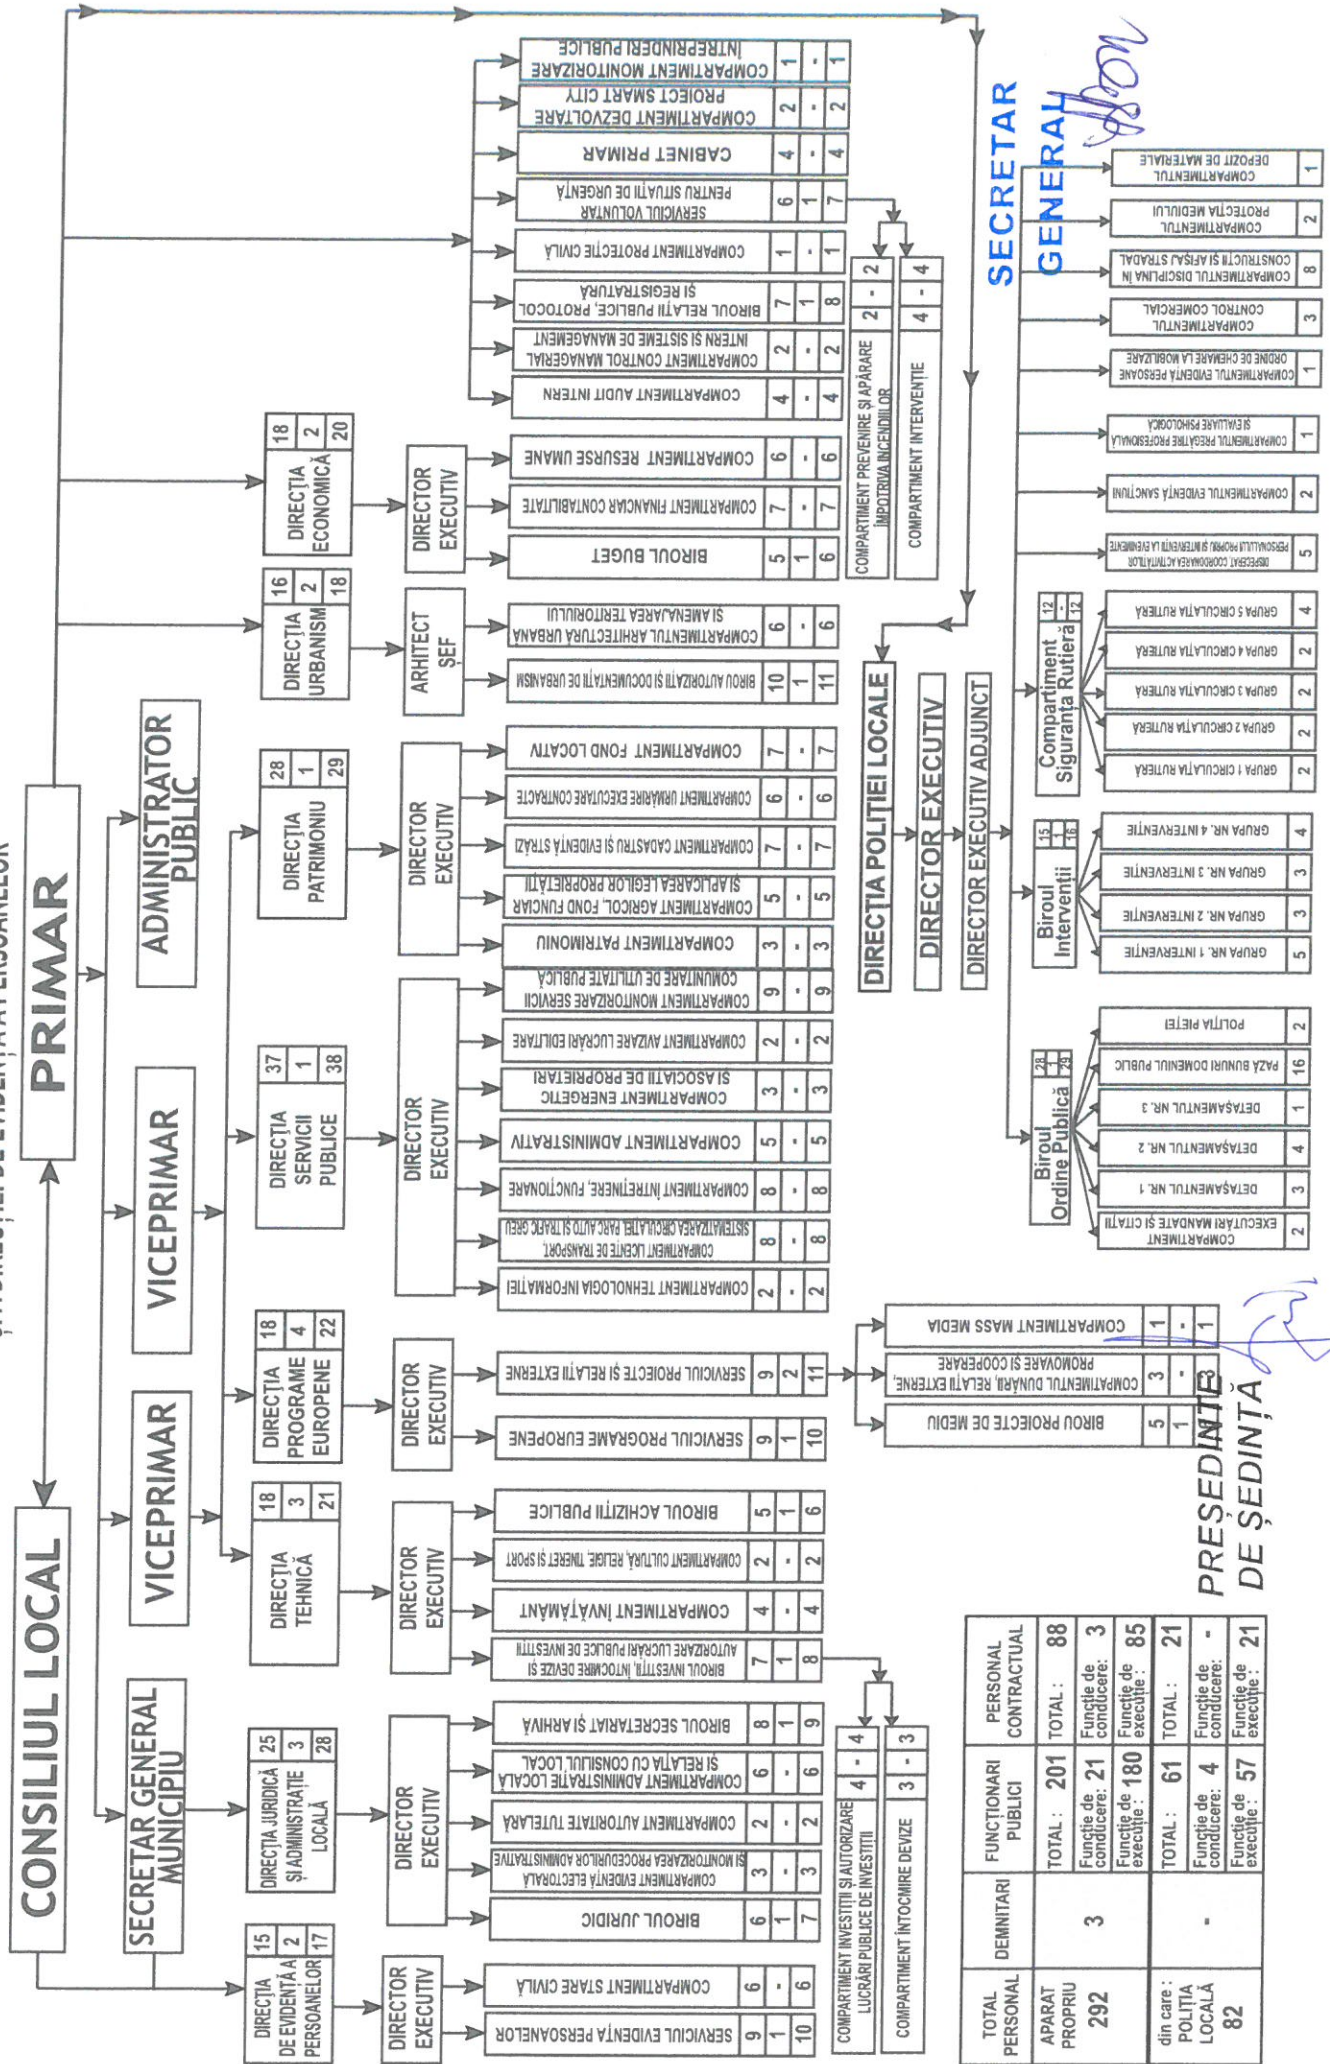 CONSILIUL LOCAL
PRIMAR
SECRETAR GENERAL
MUNICIPIU
VICEPRIMAR
VICEPRIMAR
ADMINISTRATOR
PUBLIC
DIRECȚIA
DE EVIDENȚĂ A
PERSOANELOR
15
2
17
DIRECȚIA JURIDICĂ
ȘI ADMINISTRAȚIE
LOCALĂ
25
3
28
DIRECȚIA
TEHNICĂ
18
3
21
DIRECȚIA
PROGRAME
EUROPENE
18
4
22
DIRECȚIA
SERVICII
PUBLICE
37
1
38
DIRECȚIA
PATRIMONIU
28
1
29
DIRECȚIA
URBANISM
16
2
18
DIRECȚIA
ECONOMICĂ
18
2
20
DIRECTOR
EXECUTIV
DIRECTOR
EXECUTIV
DIRECTOR
EXECUTIV
DIRECTOR
EXECUTIV
DIRECTOR
EXECUTIV
DIRECTOR
EXECUTIV
ARHITECT
ȘEF
DIRECTOR
EXECUTIV
SERVICIUL EVIDENȚA PERSOANELOR
9
1
10
COMPARTIMENT STARE CIVILĂ
6
-
6
BIROUL JURIDIC
6
1
7
COMPARTIMENT EVIDENȚĂ ELECTORALĂ
ȘI MONITORIZAREA PROCEDURILOR ADMINISTRATIVE
3
-
3
COMPARTIMENT AUTORITATE TUTELARĂ
2
-
2
COMPARTIMENT ADMINISTRAȚIE LOCALĂ
ȘI RELAȚIA CU CONSILIUL LOCAL
6
-
6
BIROUL SECRETARIAT ȘI ARHIVĂ
8
1
9
BIROUL INVESTIȚII, ÎNTOCMIRE DEVIZE ȘI
AUTORIZARE LUCRĂRI PUBLICE DE INVESTIȚII
7
1
8
COMPARTIMENT ÎNVĂȚĂMÂNT
4
-
4
COMPARTIMENT CULTURĂ, RELIGIE, TINERET ȘI SPORT
2
-
2
BIROUL ACHIZIȚII PUBLICE
5
1
6
SERVICIUL PROGRAME EUROPENE
9
1
10
SERVICIUL PROIECTE ȘI RELAȚII EXTERNE
9
2
11
COMPARTIMENT TEHNOLOGIA INFORMAȚIEI
2
-
2
COMPARTIMENT LICENȚE DE TRANSPORT,
SISTEMATIZAREA CIRCULAȚIEI, PARC AUTO ȘI TRAFIC GREU
8
-
8
COMPARTIMENT ÎNTREȚINERE, FUNCȚIONARE
8
-
8
COMPARTIMENT ADMINISTRATIV
5
-
5
COMPARTIMENT ENERGETIC
ȘI ASOCIAȚII DE PROPRIETARI
3
-
3
COMPARTIMENT AVIZARE LUCRĂRI EDILITARE
2
-
2
COMPARTIMENT MONITORIZARE SERVICII
COMUNITARE DE UTILITATE PUBLICĂ
9
-
9
COMPARTIMENT PATRIMONIU
3
-
3
COMPARTIMENT AGRICOL, FOND FUNCIAR
ȘI APLICAREA LEGILOR PROPRIETĂȚII
5
-
5
COMPARTIMENT CADASTRU ȘI EVIDENȚĂ STRĂZI
7
-
7
COMPARTIMENT URMĂRIRE EXECUTARE CONTRACTE
6
-
6
COMPARTIMENT FOND LOCATIV
7
-
7
BIROU AUTORIZAȚII ȘI DOCUMENTAȚII DE URBANISM
10
1
11
COMPARTIMENTUL ARHITECTURĂ URBANĂ
ȘI AMENAJAREA TERITORIULUI
6
-
6
BIROUL BUGET
5
1
6
COMPARTIMENT FINANCIAR CONTABILITATE
7
-
7
COMPARTIMENT RESURSE UMANE
6
-
6
COMPARTIMENT AUDIT INTERN
4
-
4
COMPARTIMENT CONTROL MANAGERIAL
INTERN ȘI SISTEME DE MANAGEMENT
2
-
2
BIROUL RELAȚII PUBLICE, PROTOCOL
ȘI REGISTRATURĂ
7
1
8
COMPARTIMENT PROTECȚIE CIVILĂ
1
-
1
SERVICIUL VOLUNTAR
PENTRU SITUAȚII DE URGENȚĂ
6
1
7
CABINET PRIMAR
4
-
4
COMPARTIMENT DEZVOLTARE
PROIECT SMART CITY
2
-
2
COMPARTIMENT MONITORIZARE
ÎNTREPRINDERI PUBLICE
1
-
1
COMPARTIMENT INVESTIȚII ȘI AUTORIZARE
LUCRĂRI PUBLICE DE INVESTIȚII
4 - 4
COMPARTIMENT ÎNTOCMIRE DEVIZE
3 - 3
BIROU PROIECTE DE MEDIU
5
1
COMPATIMENTUL DUNĂRII, RELAȚII EXTERNE,
PROMOVARE ȘI COOPERARE
3
-
3
COMPARTIMENT MASS MEDIA
1
-
1
COMPARTIMENT PREVENIRE ȘI APĂRARE
ÎMPOTRIVA INCENDIILOR
2 - 2
COMPARTIMENT INTERVENȚIE
4 - 4
DIRECȚIA POLIȚIEI LOCALE
DIRECTOR EXECUTIV
DIRECTOR EXECUTIV ADJUNCT
Biroul
Ordine Publică
28
1
29
Biroul
Intervenții
15
1
16
Compartiment
Siguranța Rutieră
12
-
12
COMPARTIMENT
EXECUTĂRI MANDATE ȘI CITAȚII
2
DETAȘAMENTUL NR. 1
3
DETAȘAMENTUL NR. 2
4
DETAȘAMENTUL NR. 3
1
PAZĂ BUNURI DOMENIUL PUBLIC
16
POLIȚIA PIEȚEI
2
GRUPA NR. 1 INTERVENȚIE
5
GRUPA NR. 2 INTERVENȚIE
3
GRUPA NR. 3 INTERVENȚIE
3
GRUPA NR. 4 INTERVENȚIE
4
GRUPA 1 CIRCULAȚIA RUTIERĂ
2
GRUPA 2 CIRCULAȚIA RUTIERĂ
2
GRUPA 3 CIRCULAȚIA RUTIERĂ
2
GRUPA 4 CIRCULAȚIA RUTIERĂ
2
GRUPA 5 CIRCULAȚIA RUTIERĂ
4
DISPECERAT, COORDONAREA ACTIVITĂȚILOR
PERSONALULUI PROPRIU ȘI INTERVENȚII LA EVENIMENTE
5
COMPARTIMENTUL EVIDENȚĂ SANCȚIUNI
2
COMPARTIMENTUL PREGĂTIRE PROFESIONALĂ
ȘI EVALUARE PSIHOLOGICĂ
1
COMPARTIMENTUL EVIDENȚĂ PERSOANE
ORDINE DE CHEMARE LA MOBILIZARE
1
COMPARTIMENTUL
CONTROL COMERCIAL
3
COMPARTIMENTUL DISCIPLINA ÎN
CONSTRUCȚII ȘI AFIȘAJ STRADAL
8
COMPARTIMENTUL
PROTECȚIA MEDIULUI
2
COMPARTIMENTUL
DEPOZIT DE MATERIALE
1
TOTAL
PERSONAL
DEMNITARI
FUNCȚIONARI
PUBLICI
PERSONAL
CONTRACTUAL
APARAT
PROPRIU
292
3
TOTAL : 201
Funcție de
conducere: 21
Funcție de
execuție : 180
TOTAL : 88
Funcție de
conducere: 3
Funcție de
execuție : 85
din care :
POLIȚIA
LOCALĂ
82
-
TOTAL : 61
Funcție de
conducere: 4
Funcție de
execuție : 57
TOTAL : 21
Funcție de
conducere: -
Funcție de
execuție : 21
PREȘEDINTE
DE ȘEDINȚĂ
SECRETAR
GENERAL